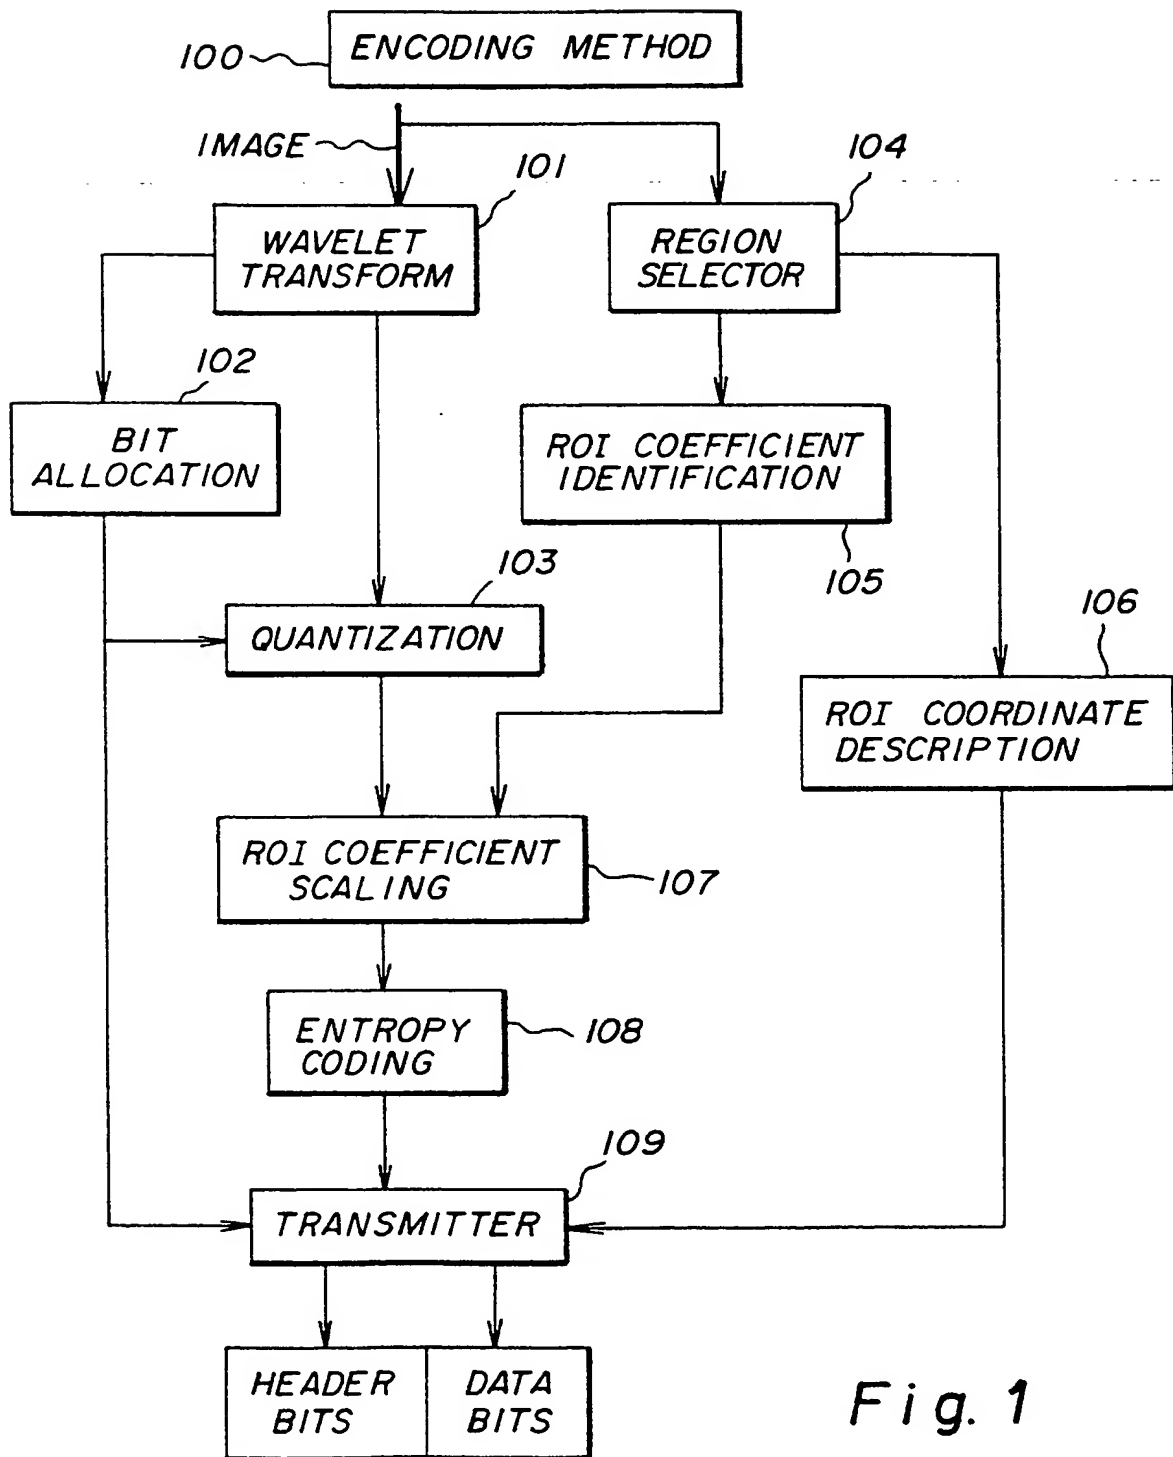 100
ENCODING METHOD
IMAGE
101
104
WAVELET
TRANSFORM
REGION
SELECTOR
102
BIT
ALLOCATION
ROI COEFFICIENT
IDENTIFICATION
103
105
QUANTIZATION
106
ROI COORDINATE
DESCRIPTION
ROI COEFFICIENT
SCALING
107
ENTROPY
CODING
108
109
TRANSMITTER
HEADER
BITS
DATA
BITS
Fig. 1